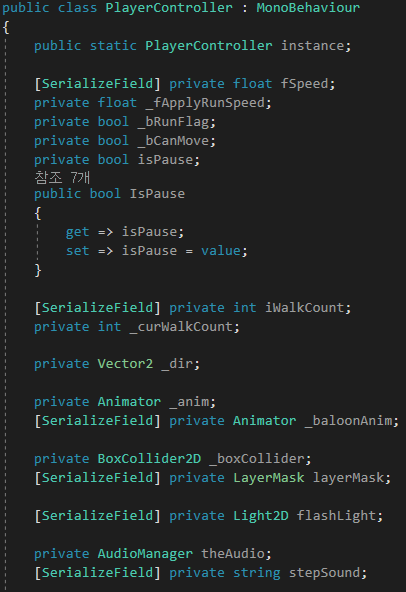 public class PlayerController : MonoBehaviour
{
public static PlayerController instance;
[SerializeField] private float fSpeed;
private float _fApplyRunSpeed;
private bool _bRunFlag;
private bool _bCanMove;
private bool isPause;
참조 7개
public bool IsPause
{
get => isPause;
set => isPause = value;
}
[SerializeField] private int iWalkCount;
private int _curWalkCount;
private Vector2 _dir;
private Animator _anim;
[SerializeField] private Animator _baloonAnim;
private BoxCollider2D _boxCollider;
[SerializeField] private LayerMask layerMask;
[SerializeField] private Light2D flashLight;
private AudioManager theAudio;
[SerializeField] private string stepSound;